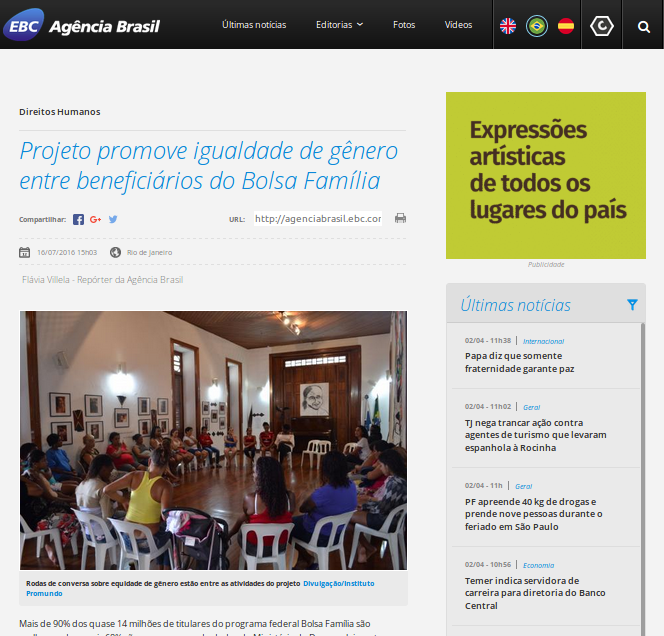 EBC Agência Brasil
Últimas notícias Editorias Fotos Vídeos
Direitos Humanos
Projeto promove igualdade de gênero
entre beneficiários do Bolsa Família
Compartilhar: URL: http://agenciabrasil.ebc.cor
16/07/2016 15h03 Rio de Janeiro
Flávia Villela - Repórter da Agência Brasil
Rodas de conversa sobre equidade de gênero estão entre as atividades do projeto Divulgação/Instituto
Promundo
Mais de 90% dos quase 14 milhões de titulares do programa federal Bolsa Família são
Expressões
artísticas
de todos os
lugares do país
Publicidade
Últimas notícias
02/04 - 11h38 | Internacional
Papa diz que somente
fraternidade garante paz
02/04 - 11h02 | Geral
TJ nega trancar ação contra
agentes de turismo que levaram
espanhola à Rocinha
02/04 - 11h | Geral
PF apreende 40 kg de drogas e
prende nove pessoas durante o
feriado em São Paulo
02/04 - 10h56 | Economia
Temer indica servidora de
carreira para diretoria do Banco
Central